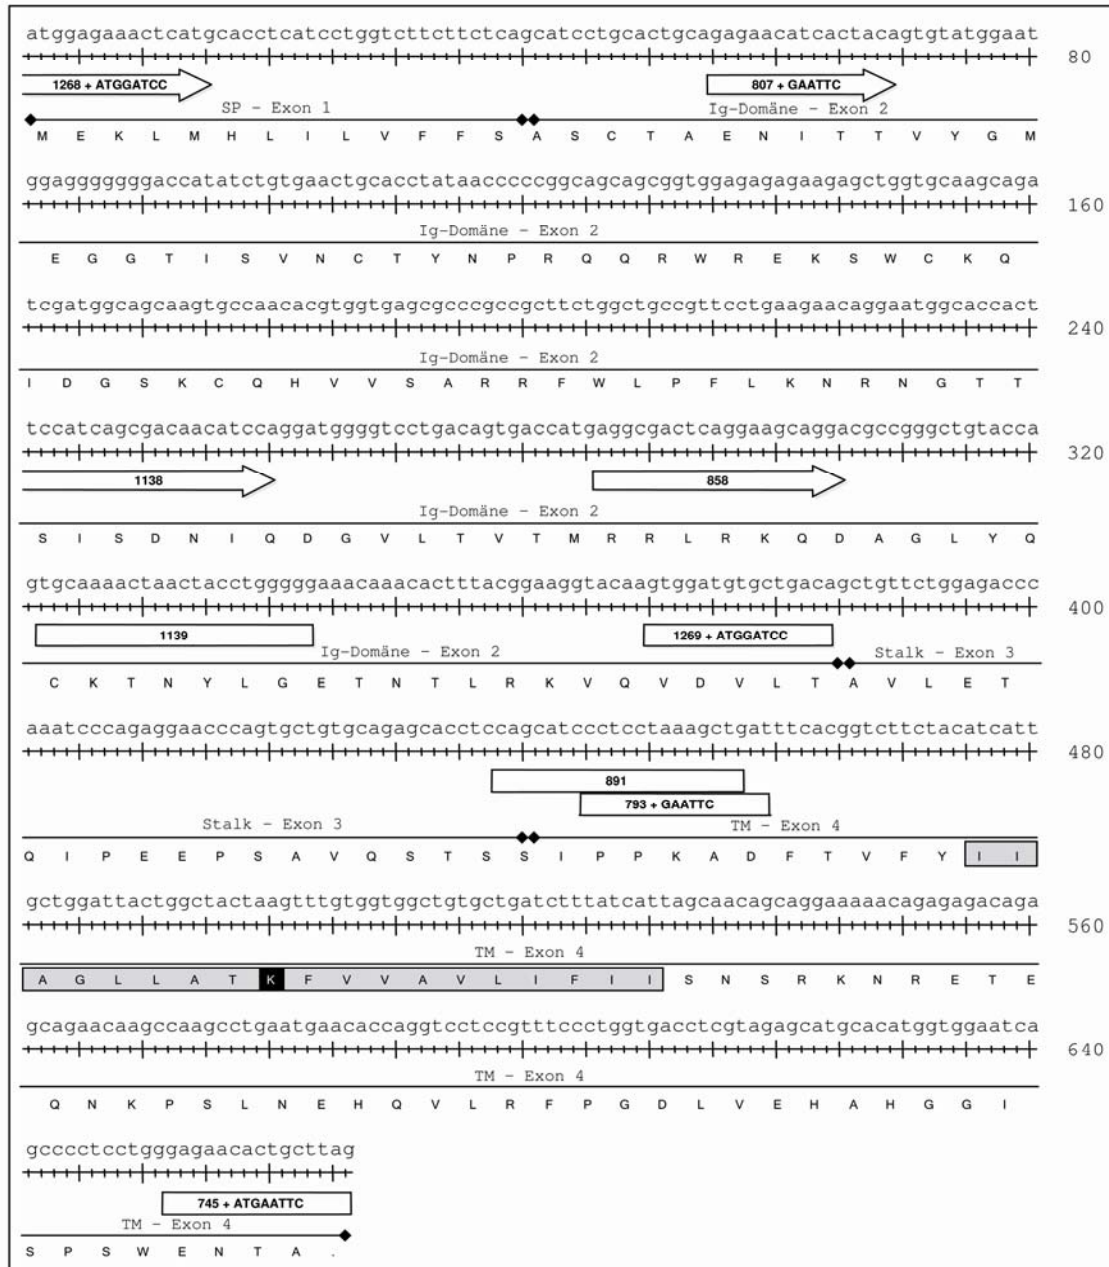 atggagaaactcatgcacctcatcctggtcttcttctcagcatcctgcactgcagagaacatcactacagtgtatggaat
80
1268 + ATGGATCC 807 + GAATTC
SP - Exon 1 Ig-Domäne - Exon 2
M E K L M H L I L V F F S A S C T A E N I T T V Y G M
ggagggggggaccatatctgtgaactgcacctataacccccggcagcagcggtggagagagaagagctggtgcaagcaga
160
Ig-Domäne - Exon 2
E G G T I S V N C T Y N P R Q Q R W R E K S W C K Q
tcgatggcagcaagtgccaacacgtggtgagcgcccgccgcttctggctgccgttcctgaagaacaggaatggcaccact
240
Ig-Domäne - Exon 2
I D G S K C Q H V V S A R R F W L P F L K N R N G T T
tccatcagcgacaacatccaggatggggtcctgacagtgaccatgaggcgactcaggaagcaggacgccgggctgtacca
320
1138 858
Ig-Domäne - Exon 2
S I S D N I Q D G V L T V T M R R L R K Q D A G L Y Q
gtgcaaaactaactacctgggggaaacaaacactttacggaaggtacaagtggatgtgctgacagctgttctggagaccc
400
1139 1269 + ATGGATCC
Ig-Domäne - Exon 2 Stalk - Exon 3
C K T N Y L G E T N T L R K V Q V D V L T A V L E T
aaatcccagaggaacccagtgctgtgcagagcacctccagcatccctcctaaagctgatttcacggtcttctacatcatt
480
891
793 + GAATTC
Stalk - Exon 3 TM - Exon 4
Q I P E E P S A V Q S T S S I P P K A D F T V F Y I I
gctggattactggctactaagtttgtggtggctgtgctgatctttatcattagcaacagcaggaaaaacagagagacaga
560
TM - Exon 4
A G L L A T K F V V A V L I F I I S N S R K N R E T E
gcagaacaagccaagcctgaatgaacaccaggtcctccgtttccctggtgacctcgtagagcatgcacatggtggaatca
640
TM - Exon 4
Q N K P S L N E H Q V L R F P G D L V E H A H G G I
gcccctcctgggagaacactgcttag
745 + ATGAATTC
TM - Exon 4
S P S W E N T A .